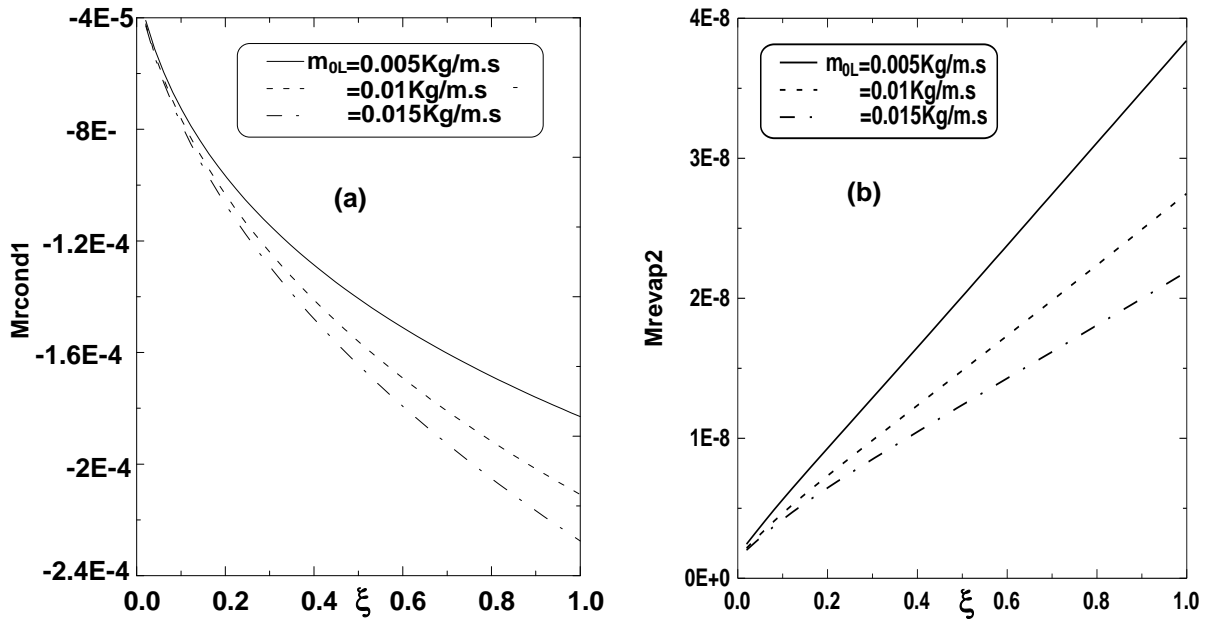 -4E-5
-8E-
-1.2E-4
-1.6E-4
-2E-4
-2.4E-4
Mrcond1
m0L=0.005Kg/m.s
=0.01Kg/m.s
=0.015Kg/m.s
(a)
0.0 0.2 0.4 0.6 0.8 1.0
ξ
4E-8
3E-8
2E-8
1E-8
0E+0
Mrevap2
m0L=0.005Kg/m.s
=0.01Kg/m.s
=0.015Kg/m.s
(b)
0.0 0.2 0.4 0.6 0.8 1.0
ξ